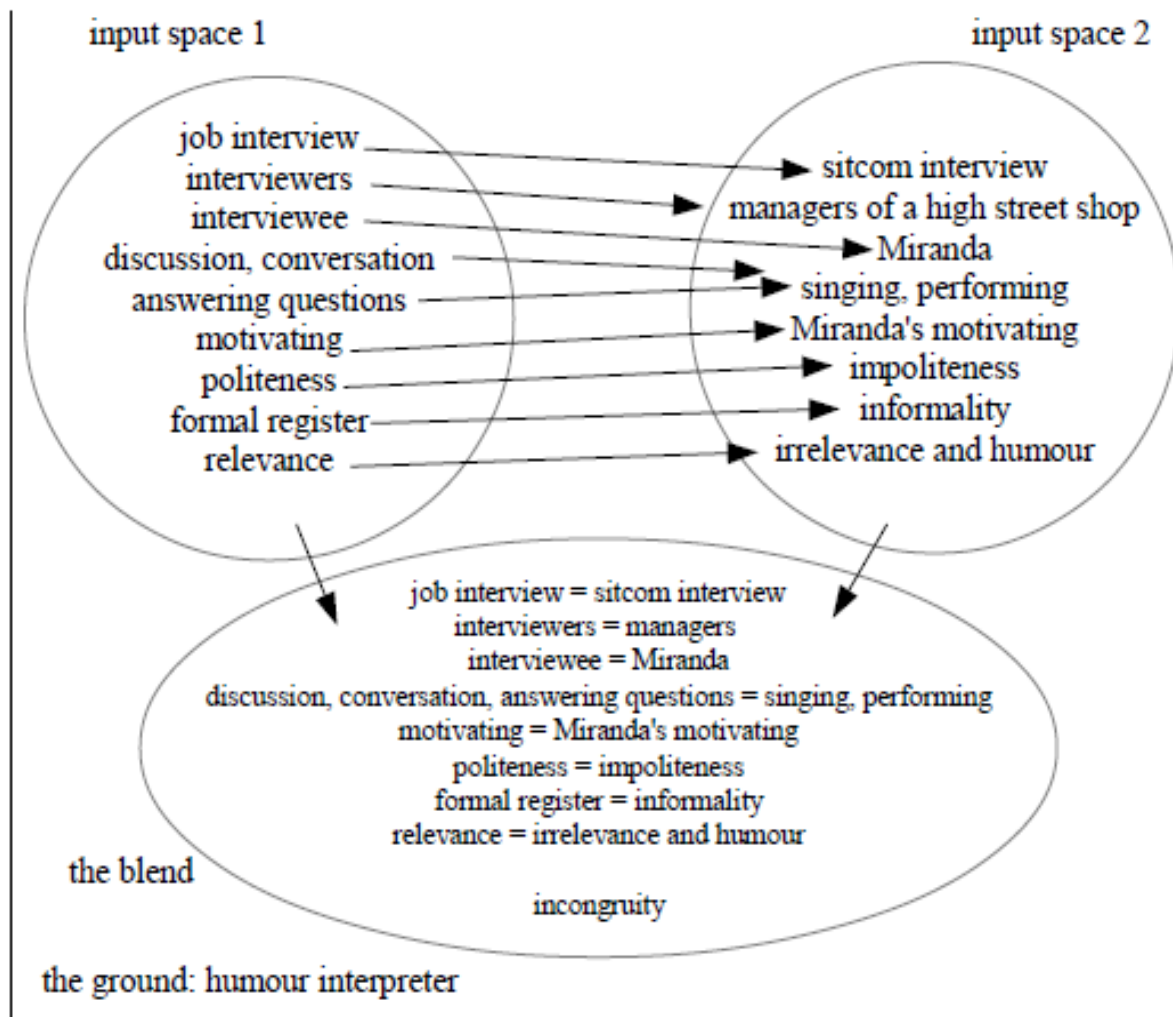 input space 1
input space 2
job interview
interviewers
interviewee
discussion, conversation
answering questions
motivating
politeness
formal register
relevance
sitcom interview
managers of a high street shop
Miranda
singing, performing
Miranda's motivating
impoliteness
informality
irrelevance and humour
job interview = sitcom interview
interviewers = managers
interviewee = Miranda
discussion, conversation, answering questions = singing, performing
motivating = Miranda's motivating
politeness = impoliteness
formal register = informality
relevance = irrelevance and humour
incongruity
the blend
the ground: humour interpreter